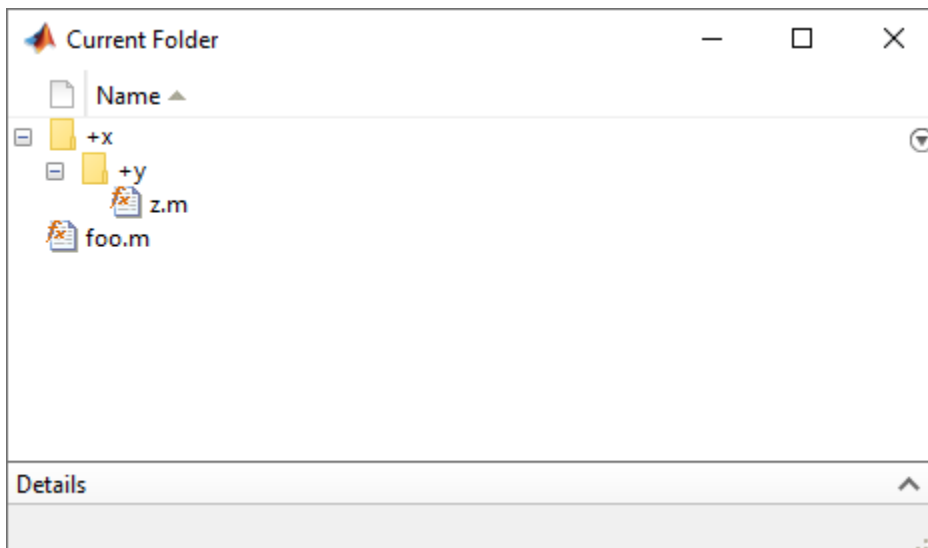 Current Folder
Name
+x
+y
z.m
foo.m
Details